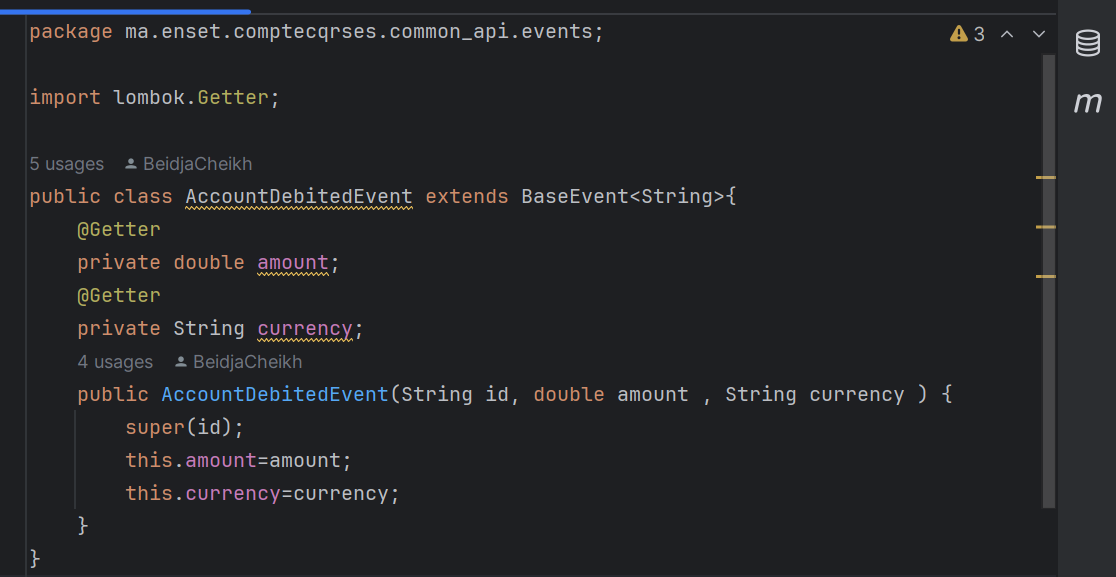 package ma.enset.comptecqrses.common_api.events;
3
m
import lombok.Getter;
5 usages BeidjaCheikh
public class AccountDebitedEvent extends BaseEvent<String>{
@Getter
private double amount;
@Getter
private String currency;
4 usages BeidjaCheikh
public AccountDebitedEvent(String id, double amount , String currency ) {
super(id);
this.amount=amount;
this.currency=currency;
}
}